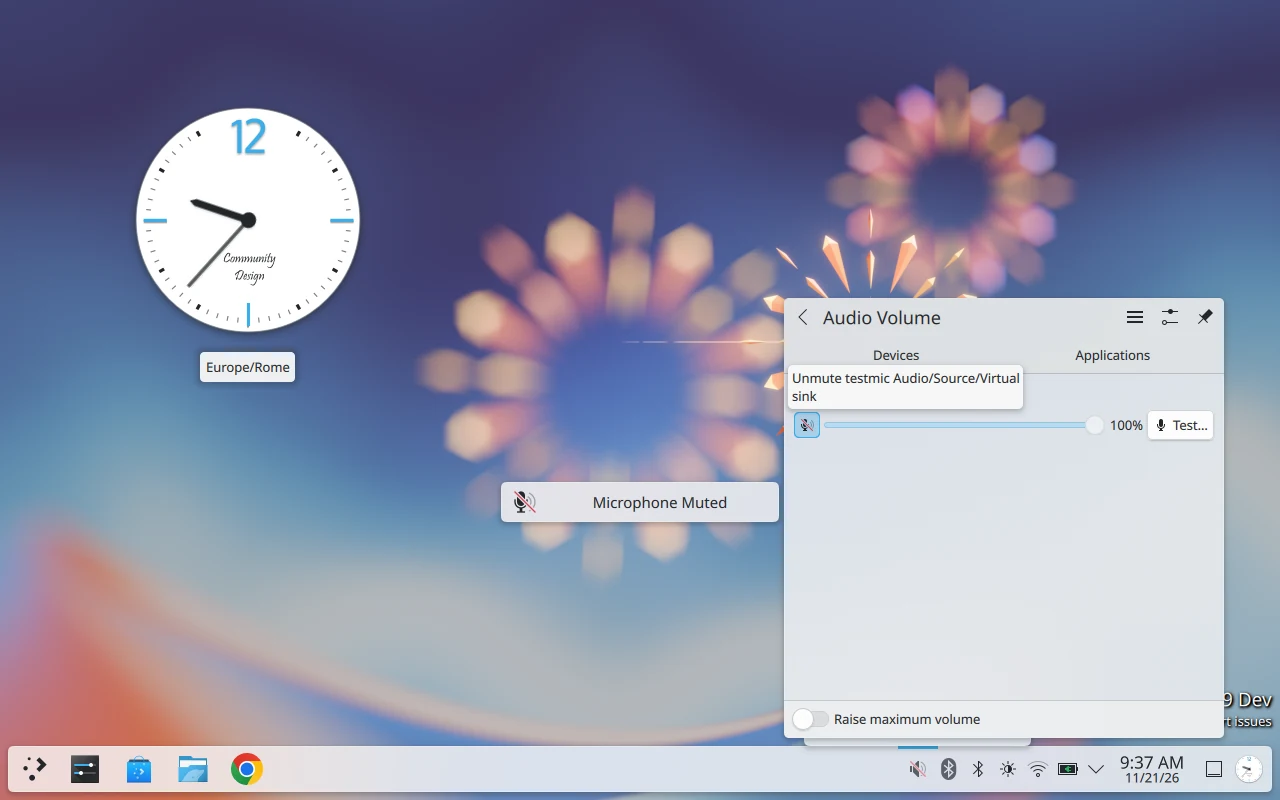 12
Community
Design
Europe/Rome
Audio Volume
Devices
Applications
Unmute testmic Audio/Source/Virtual
sink
100%
Test...
Microphone Muted
Raise maximum volume
9 Dev
t issues
9:37 AM
11/21/26